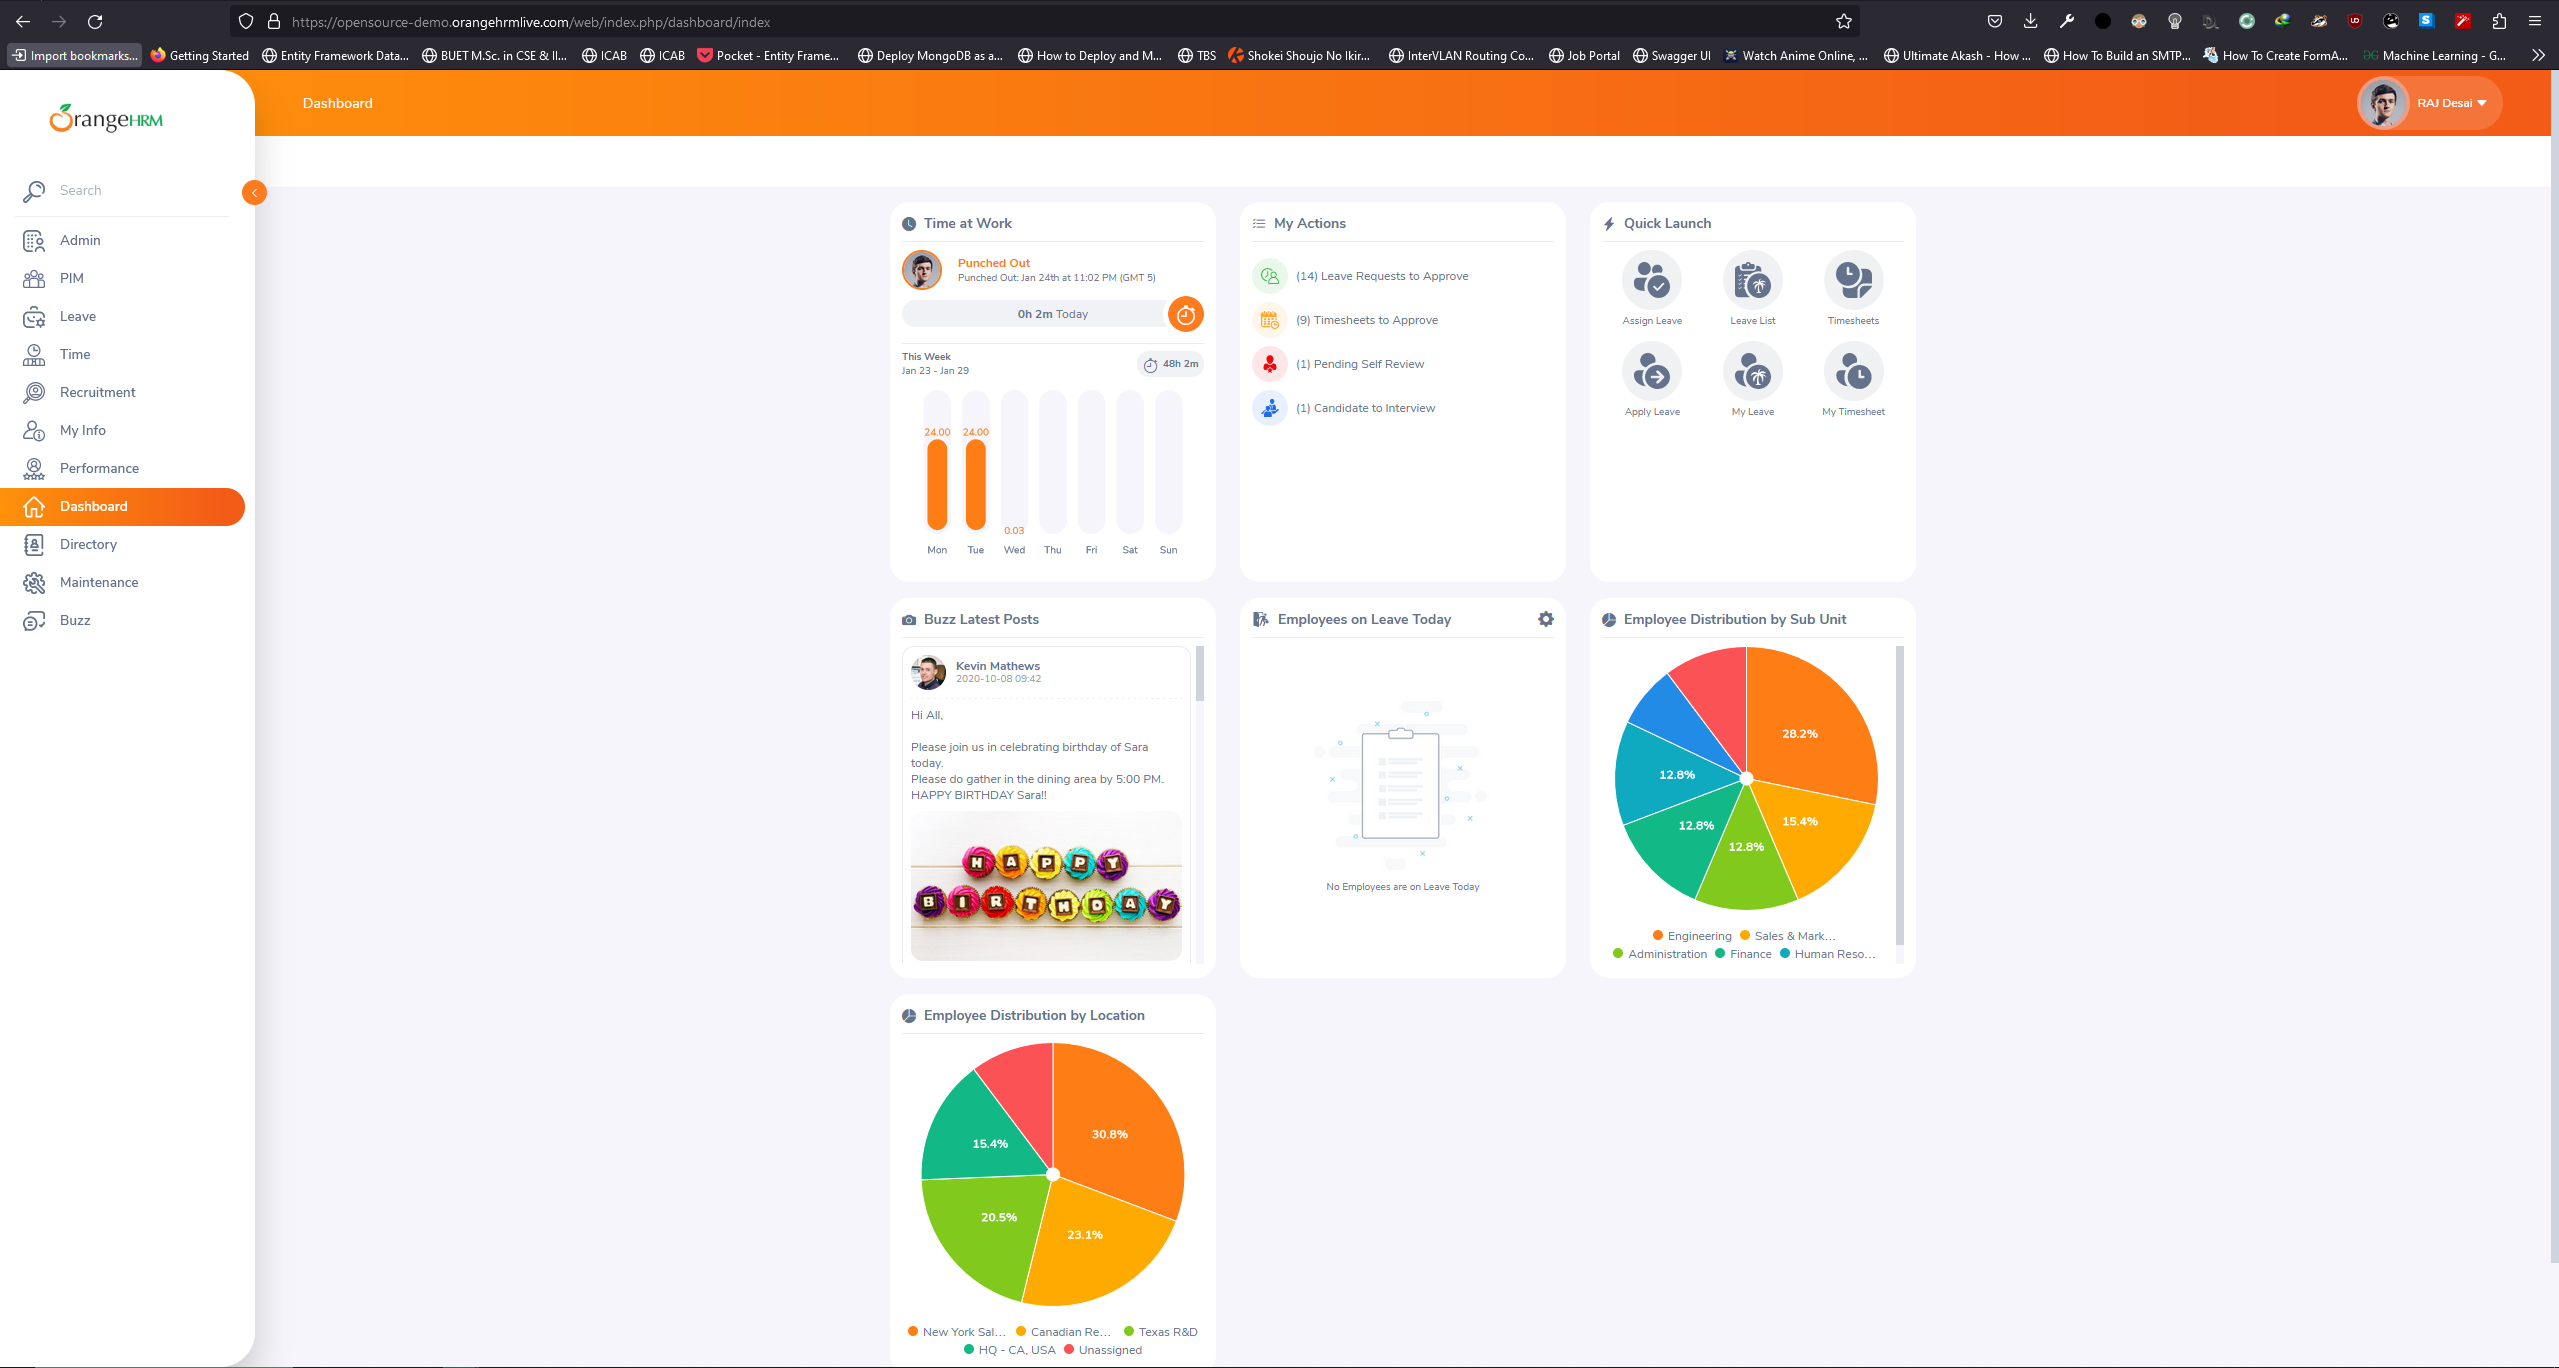 https://opensource-demo.orangehrmlive.com/web/index.php/dashboard/index
Import bookmarks... Getting Started Entity Framework Data... BUET M.Sc. in CSE & II... ICAB ICAB Pocket - Entity Frame... Deploy MongoDB as a... How to Deploy and M... TBS Shokei Shoujo No Ikir... InterVLAN Routing Co... Job Portal Swagger UI Watch Anime Online, ... Ultimate Akash - How ... How To Build an SMTP... How To Create FormA... Machine Learning - G...
OrangeHRM
Dashboard
RAJ Desai
Search
Admin
PIM
Leave
Time
Recruitment
My Info
Performance
Dashboard
Directory
Maintenance
Buzz
Time at Work
Punched Out
Punched Out: Jan 24th at 11:02 PM (GMT 5)
0h 2m Today
This Week
Jan 23 - Jan 29
48h 2m
24.00 24.00
0.03
Mon Tue Wed Thu Fri Sat Sun
My Actions
(14) Leave Requests to Approve
(9) Timesheets to Approve
(1) Pending Self Review
(1) Candidate to Interview
Quick Launch
Assign Leave Leave List Timesheets
Apply Leave My Leave My Timesheet
Buzz Latest Posts
Kevin Mathews
2020-10-08 09:42
Hi All,
Please join us in celebrating birthday of Sara
today.
Please do gather in the dining area by 5:00 PM.
HAPPY BIRTHDAY Sara!!
HAPPY
BIRTHDAY
Employees on Leave Today
No Employees are on Leave Today
Employee Distribution by Sub Unit
28.2%
12.8%
15.4%
12.8%
12.8%
Engineering Sales & Mark...
Administration Finance Human Reso...
Employee Distribution by Location
30.8%
15.4%
20.5%
23.1%
New York Sal... Canadian Re... Texas R&D
HQ - CA, USA Unassigned